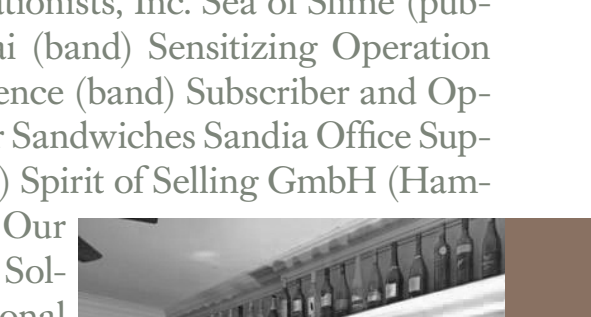 ationists, Inc. Sea of Slime (pub-
ai (band) Sensitizing Operation
ence (band) Subscriber and Op-
r Sandwiches Sandia Office Sup-
) Spirit of Selling GmbH (Ham-
Our
Sol-
onal